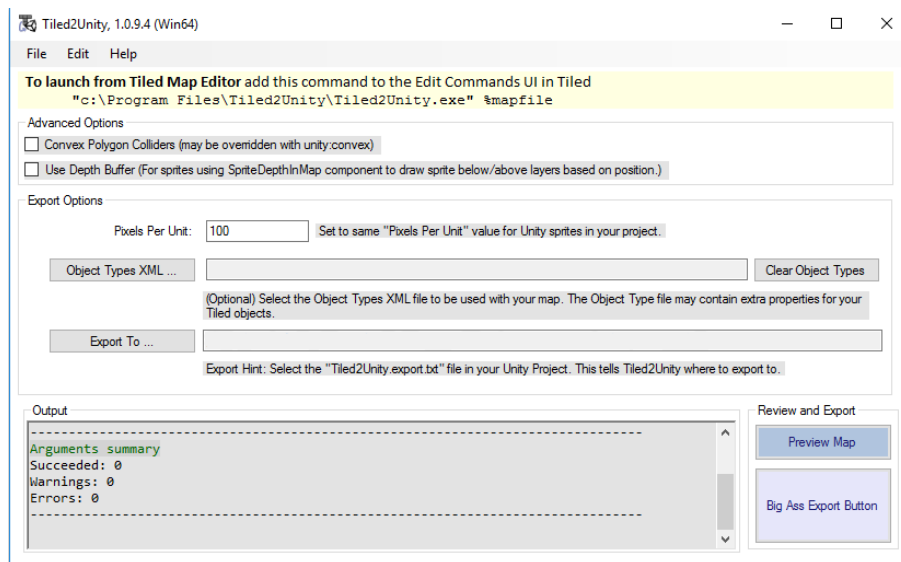 Tiled2Unity, 1.0.9.4 (Win64)
File Edit Help
To launch from Tiled Map Editor add this command to the Edit Commands UI in Tiled
"c:\Program Files\Tiled2Unity\Tiled2Unity.exe" %mapfile
Advanced Options
Convex Polygon Colliders (may be overridden with unity:convex)
Use Depth Buffer (For sprites using SpriteDepthInMap component to draw sprite below/above layers based on position.)
Export Options
Pixels Per Unit: 100 Set to same "Pixels Per Unit" value for Unity sprites in your project.
Object Types XML ... Clear Object Types
(Optional) Select the Object Types XML file to be used with your map. The Object Type file may contain extra properties for your
Tiled objects.
Export To ...
Export Hint: Select the "Tiled2Unity.export.txt" file in your Unity Project. This tells Tiled2Unity where to export to.
Output
--------------------------------------------------------------------------------
Arguments summary
Succeeded: 0
Warnings: 0
Errors: 0
--------------------------------------------------------------------------------
Review and Export
Preview Map
Big Ass Export Button